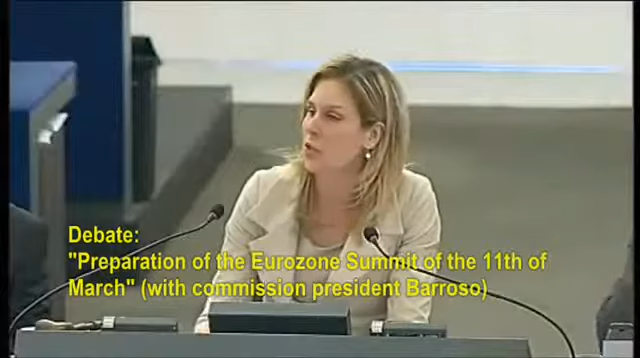 Debate:
"Preparation of the Eurozone Summit of the 11th of
March" (with commission president Barroso)